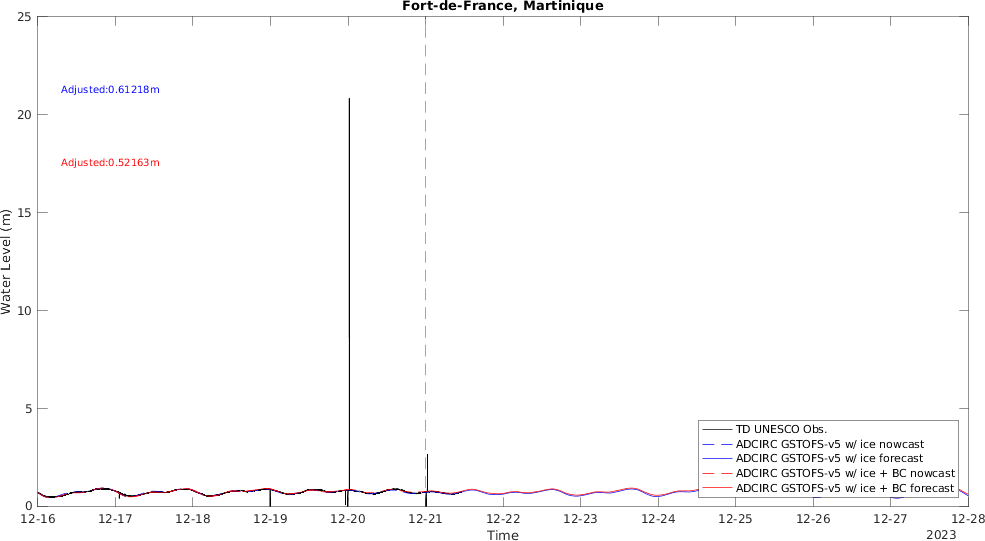 Fort-de-France, Martinique
25
20
15
10
5
0
Water Level (m)
Adjusted:0.61218m
Adjusted:0.52163m
TD UNESCO Obs.
ADCIRC GSTOFS-v5 w/ ice nowcast
ADCIRC GSTOFS-v5 w/ ice forecast
ADCIRC GSTOFS-v5 w/ ice + BC nowcast
ADCIRC GSTOFS-v5 w/ ice + BC forecast
12-16 12-17 12-18 12-19 12-20 12-21 12-22 12-23 12-24 12-25 12-26 12-27 12-28
Time
2023